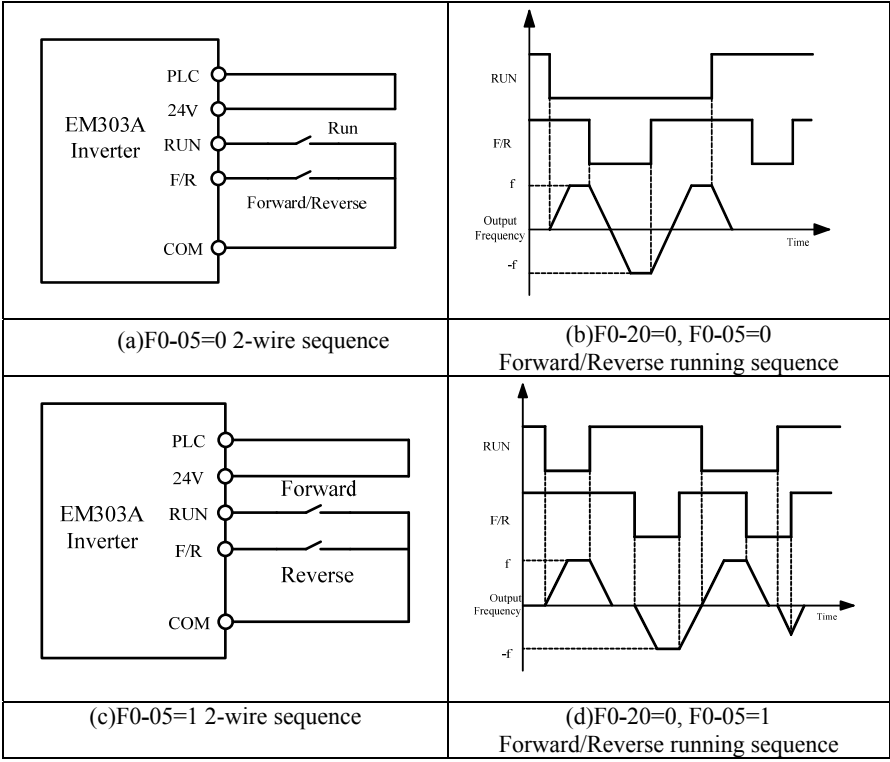 PLC
24V
EM303A
Inverter
RUN
Run
F/R
Forward/Reverse
COM
RUN
F/R
f
Output
Frequency
Time
-f
(a)F0-05=0 2-wire sequence
(b)F0-20=0, F0-05=0
Forward/Reverse running sequence
PLC
24V
Forward
EM303A
Inverter
RUN
F/R
Reverse
COM
RUN
F/R
f
Output
Frequency
Time
-f
(c)F0-05=1 2-wire sequence
(d)F0-20=0, F0-05=1
Forward/Reverse running sequence